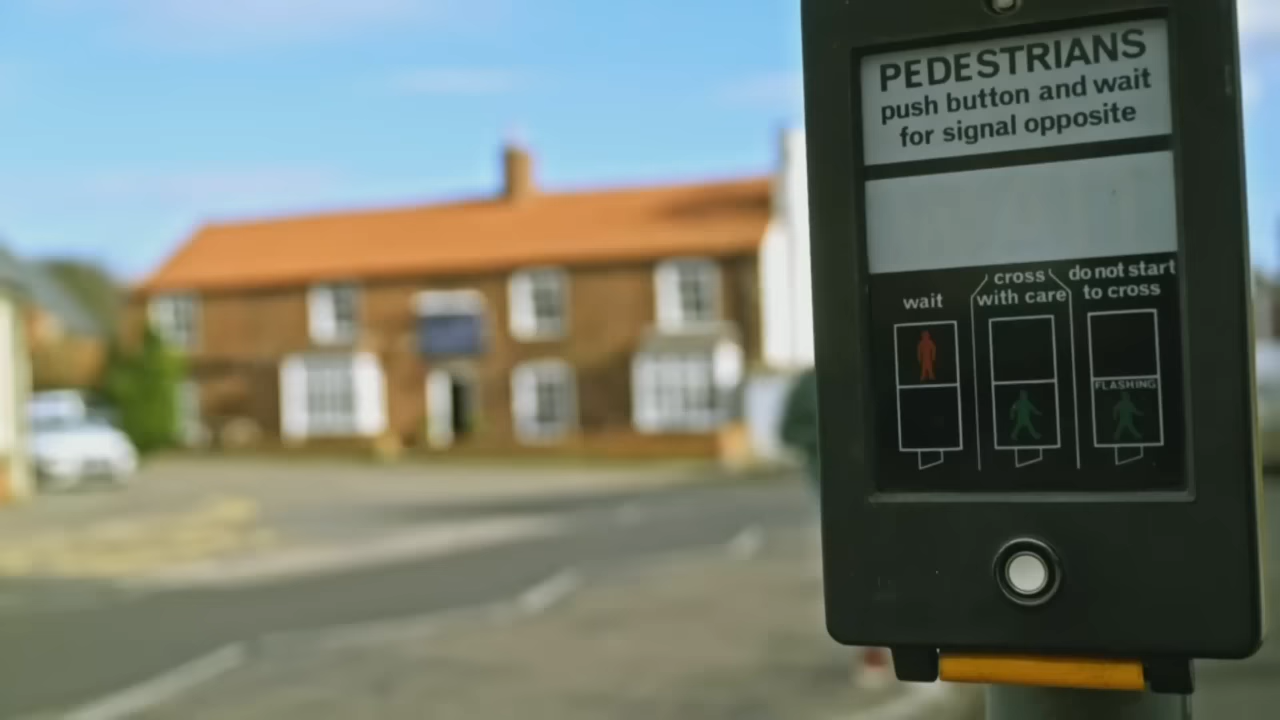 PEDESTRIANS
push button and wait
for signal opposite
wait
cross
with care
do not start
to cross
FLASHING